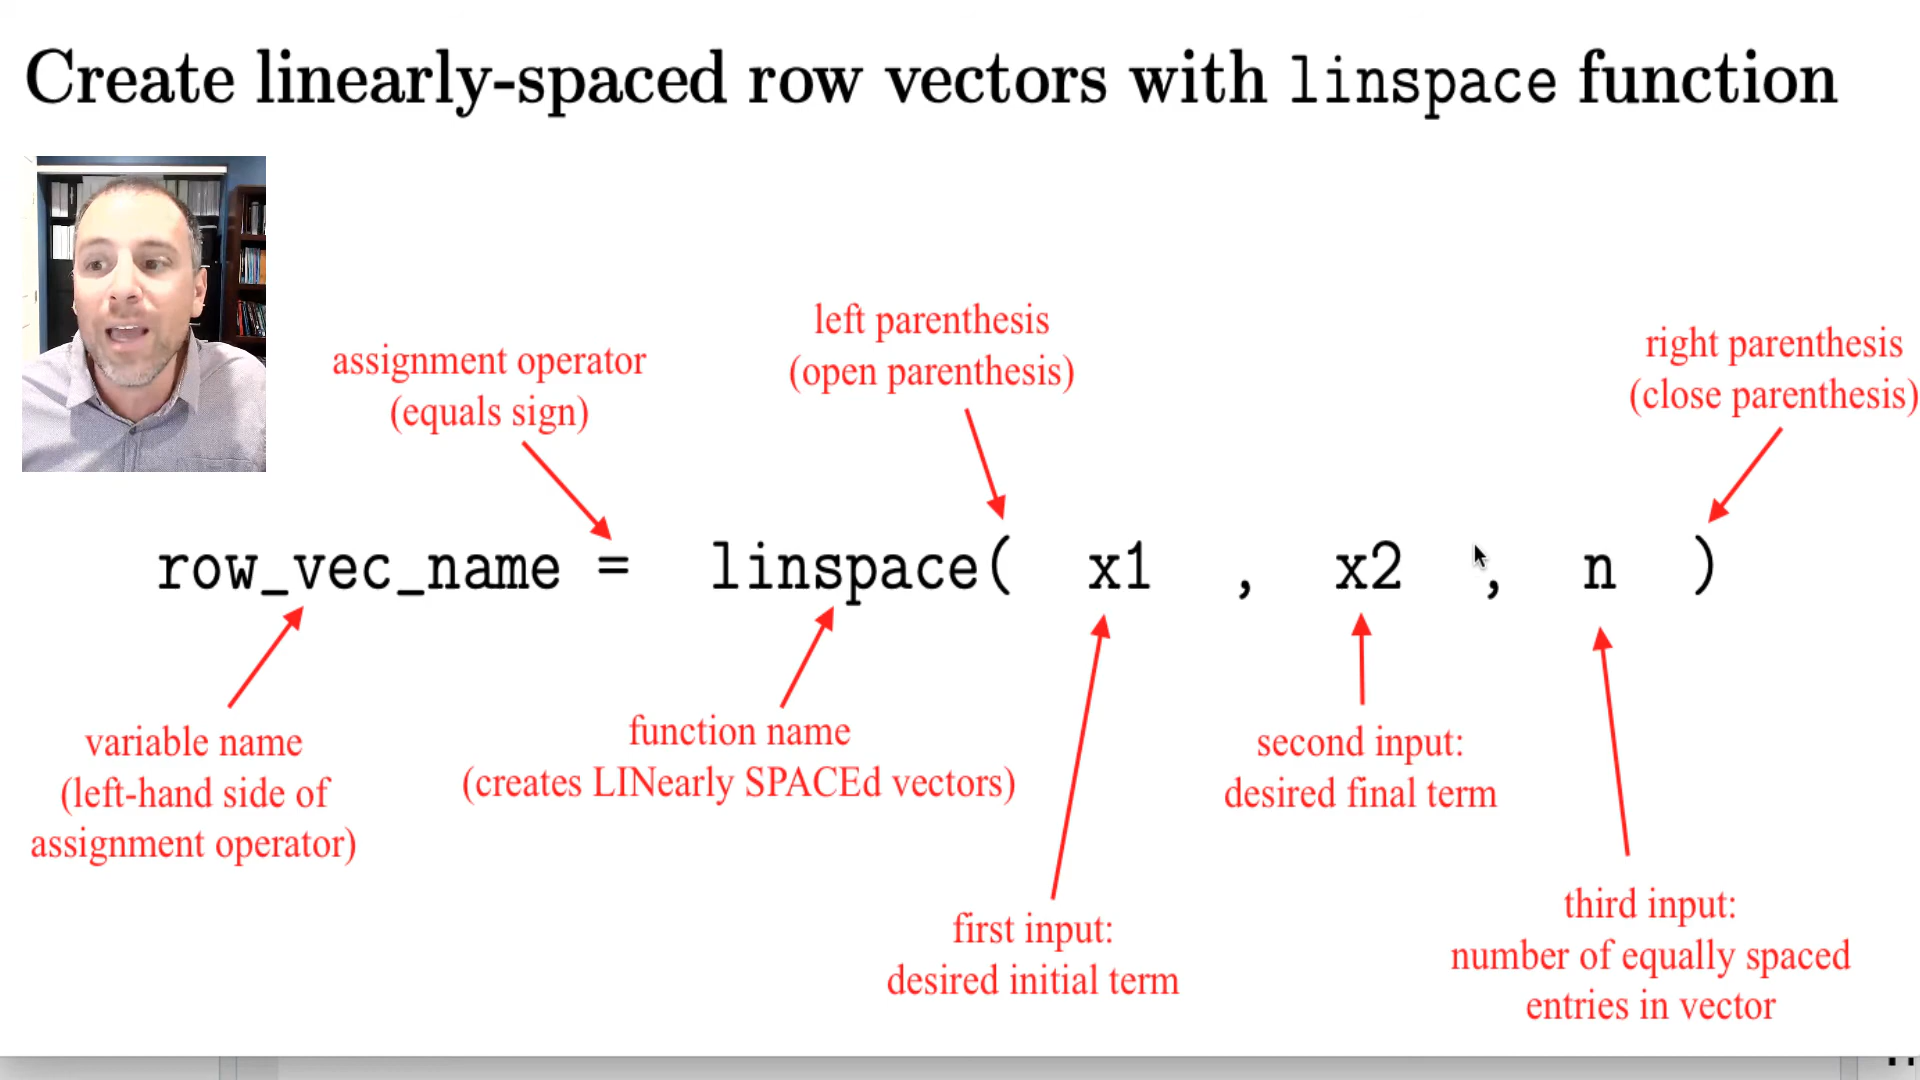 Create linearly-spaced row vectors with linspace function
left parenthesis
(open parenthesis)
right parenthesis
(close parenthesis)
assignment operator
(equals sign)
row_vec_name = linspace( x1 , x2 , n )
variable name
(left-hand side of
assignment operator)
function name
(creates LINearly SPACEd vectors)
second input:
desired final term
first input:
desired initial term
third input:
number of equally spaced
entries in vector